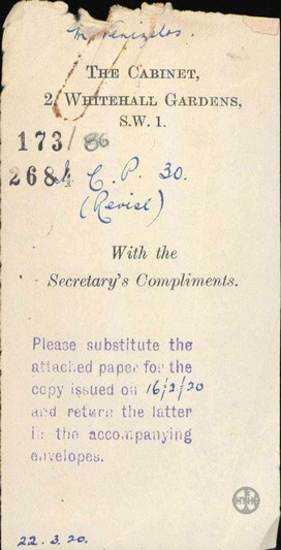 M. Venizelos.
THE CABINET,
2, WHITEHALL GARDENS,
S.W. 1.
173/86
2684 C. P. 30.
(Revise)
With the
Secretary's Compliments.
Please substitute the
attached paper for the
copy issued on 16/2/20
and return the latter
in the accompanying
envelopes.
22.3.20.